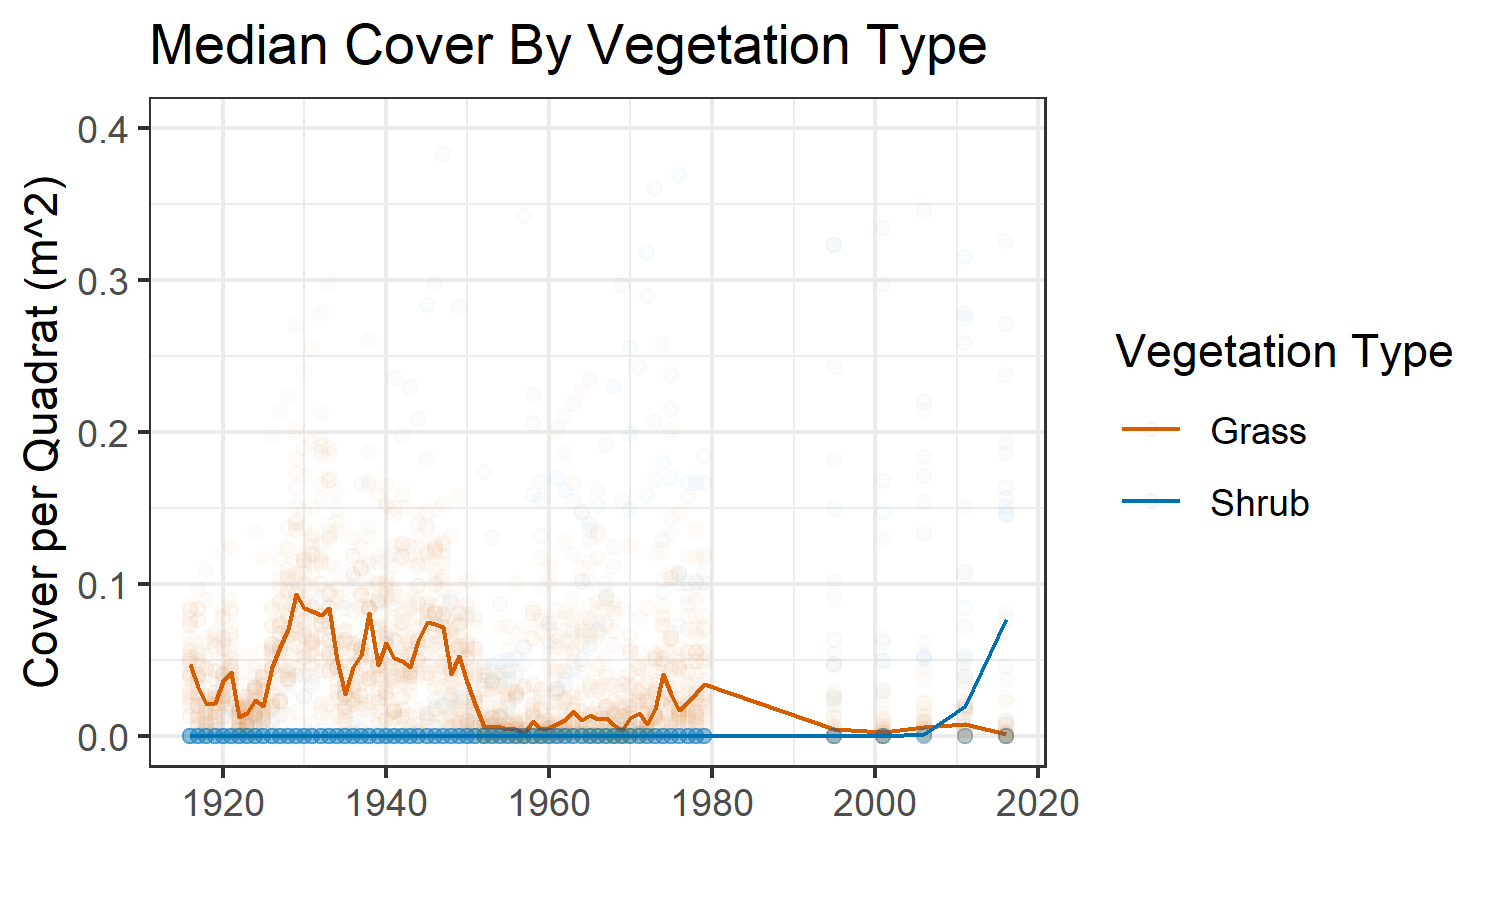 Median Cover By Vegetation Type
Cover per Quadrat (m^2)
0.4
0.3
0.2
0.1
0.0
1920 1940 1960 1980 2000 2020
Vegetation Type
Grass
Shrub